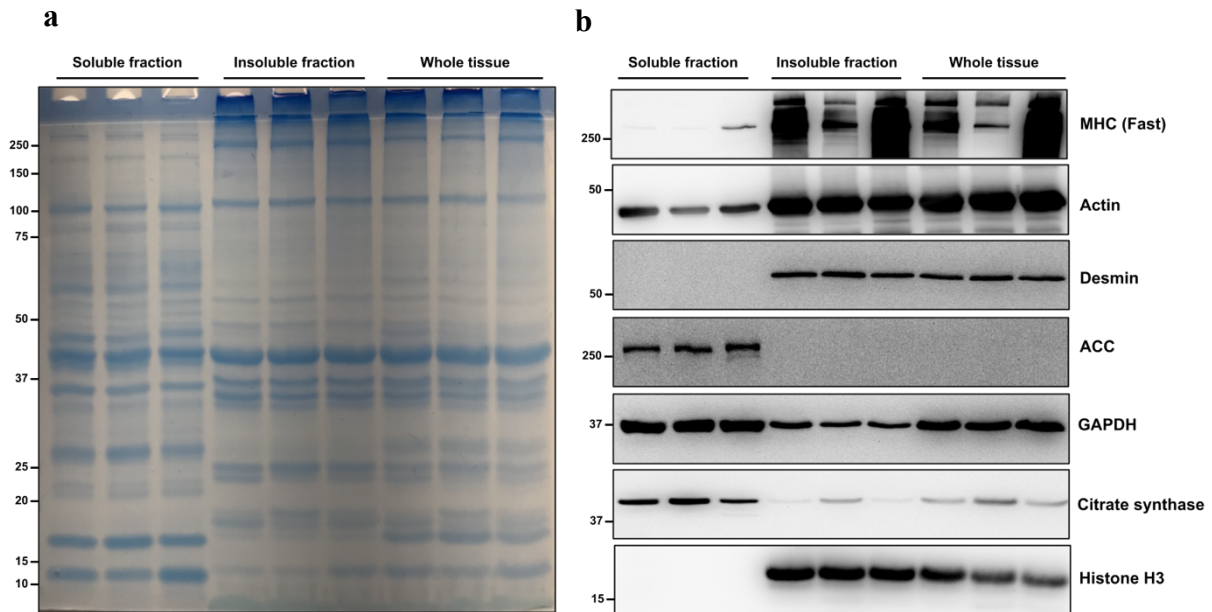 a
Soluble fraction Insoluble fraction Whole tissue
250
150
100
75
50
37
25
20
15
10
b
Soluble fraction Insoluble fraction Whole tissue
250 MHC (Fast)
50 Actin
50 Desmin
250 ACC
37 GAPDH
37 Citrate synthase
15 Histone H3